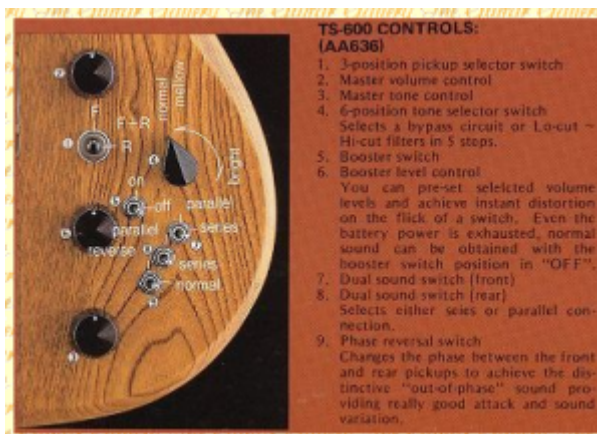 TS-600 CONTROLS:
(AA636)
1. 3-position pickup selector switch
2. Master volume control
3. Master tone control
4. 6-position tone selector switch
Selects a bypass circuit or Lo-cut ~
Hi-cut filters in 5 steps.
5. Booster switch
6. Booster level control
You can pre-set selelcted volume
levels and achieve instant distortion
on the flick of a switch. Even the
battery power is exhausted, normal
sound can be obtained with the
booster switch position in "OFF".
7. Dual sound switch (front)
8. Dual sound switch (rear)
Selects either seies or parallel con-
nection.
9. Phase reversal switch
Changes the phase between the front
and rear pickups to achieve the dis-
tinctive "out-of-phase" sound pro-
viding really good attack and sound
variation.
normal
mellow
bright
F
F+R
R
on
off
parallel
series
parallel
reverse
series
normal